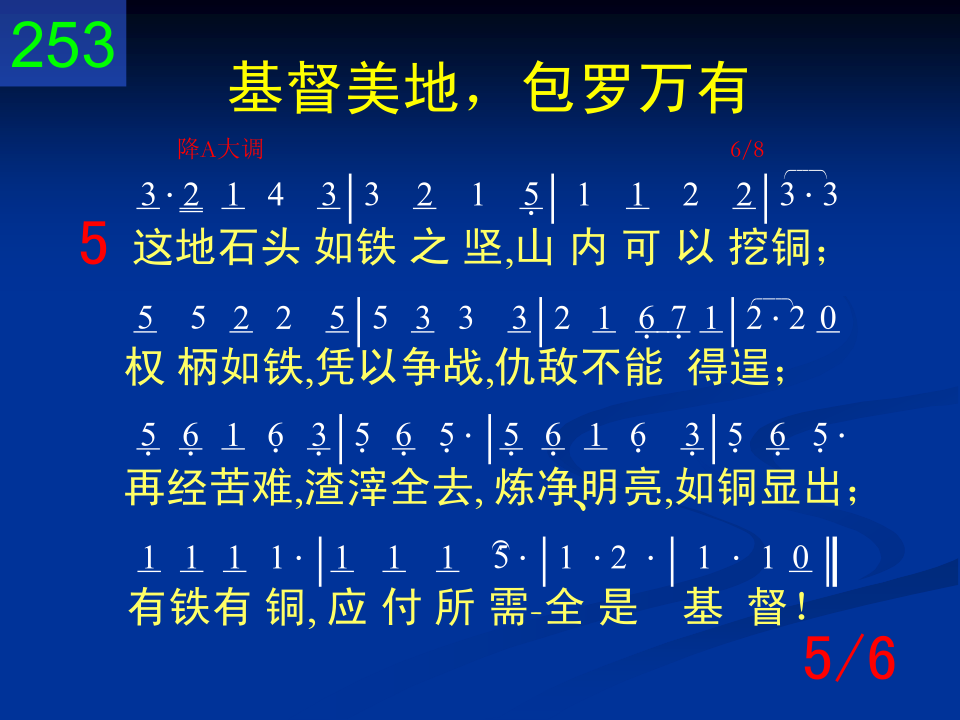 253
基督美地，包罗万有
降A大调 6/8
3·2 1 4 3|3 2 1 5|1 1 2 2|3·3
5 这地石头 如铁 之 坚,山 内 可 以 挖铜；
5 5 2 2 5|5 3 3 3|2 1 6 7 1|2·2 0
权 柄如铁,凭以争战,仇敌不能 得逞；
5 6 1 6 3|5 6 5·|5 6 1 6 3|5 6 5·
再经苦难,渣滓全去, 炼净、明亮,如铜显出；
1 1 1 1·|1 1 1 5·|1·2·|1·1 0‖
有铁有 铜, 应 付 所 需-全 是 基 督！
5/6